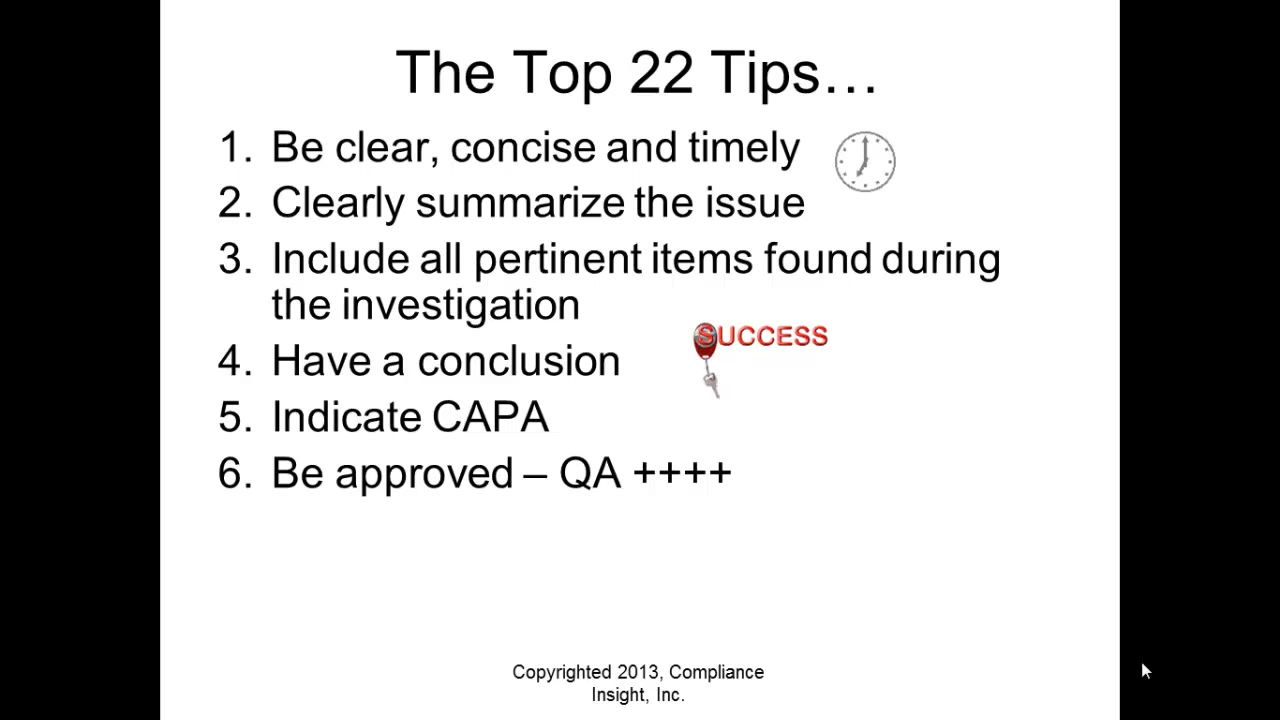 The Top 22 Tips…
1. Be clear, concise and timely
2. Clearly summarize the issue
3. Include all pertinent items found during
the investigation
SUCCESS
4. Have a conclusion
5. Indicate CAPA
6. Be approved – QA ++++
Copyrighted 2013, Compliance
Insight, Inc.